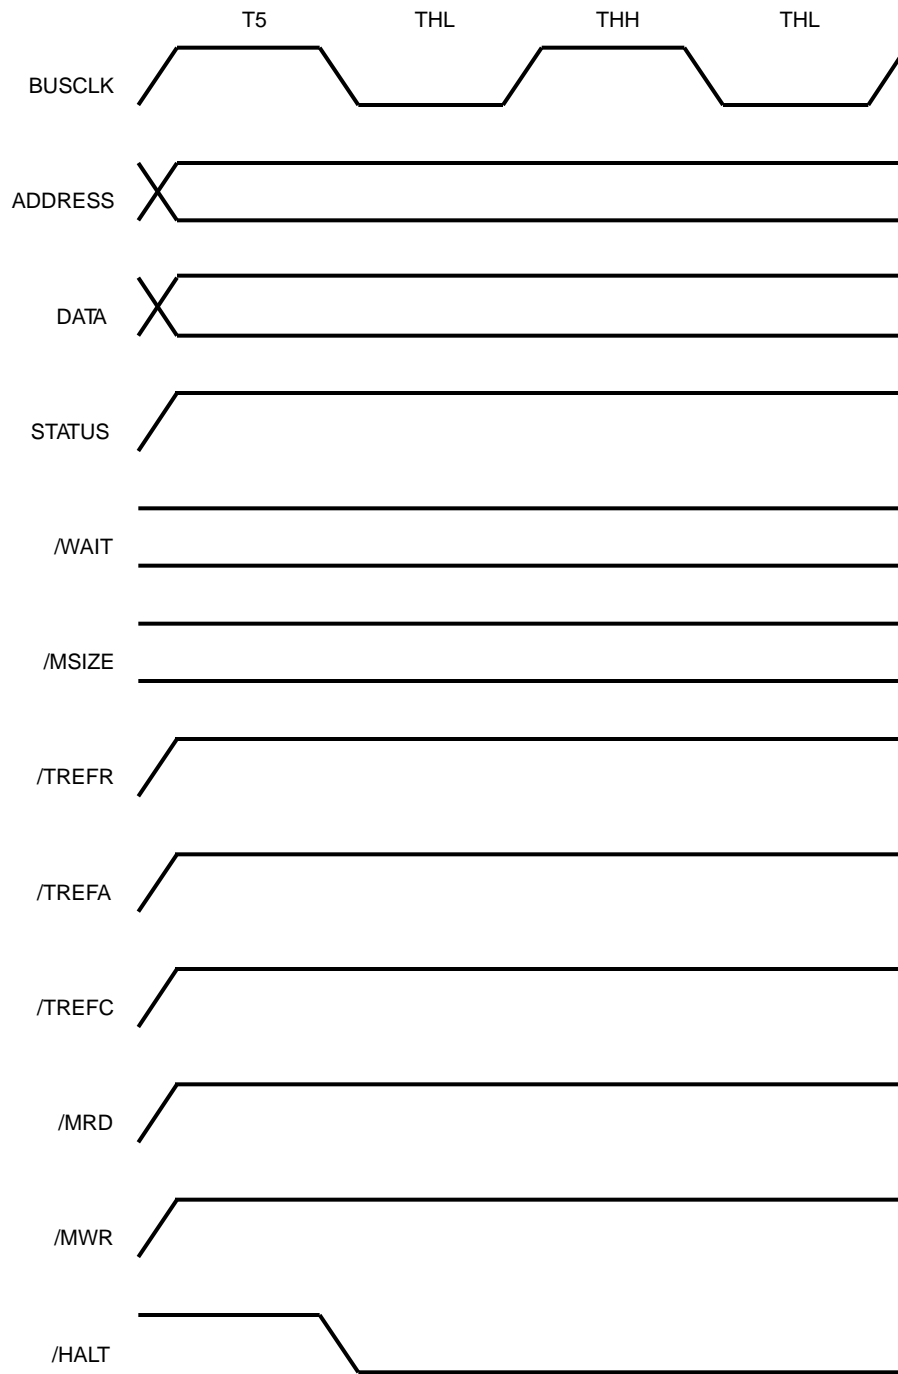 T5 THL THH THL
BUSCLK
ADDRESS
DATA
STATUS
/WAIT
/MSIZE
/TREFR
/TREFA
/TREFC
/MRD
/MWR
/HALT